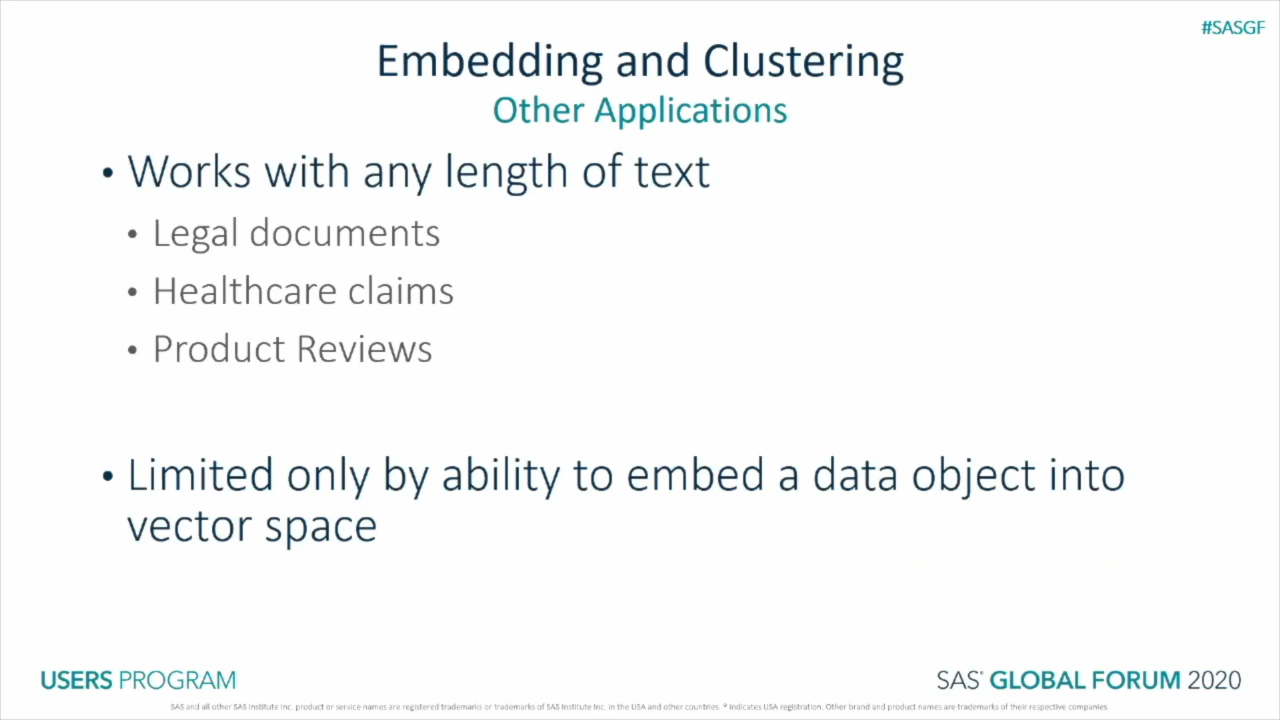 #SASGF
Embedding and Clustering
Other Applications
• Works with any length of text
• Legal documents
• Healthcare claims
• Product Reviews
• Limited only by ability to embed a data object into
vector space
USERS PROGRAM
SAS® GLOBAL FORUM 2020
SAS and all other SAS Institute Inc. product or service names are registered trademarks or trademarks of SAS Institute Inc. in the USA and other countries. ® indicates USA registration. Other brand and product names are trademarks of their respective companies.